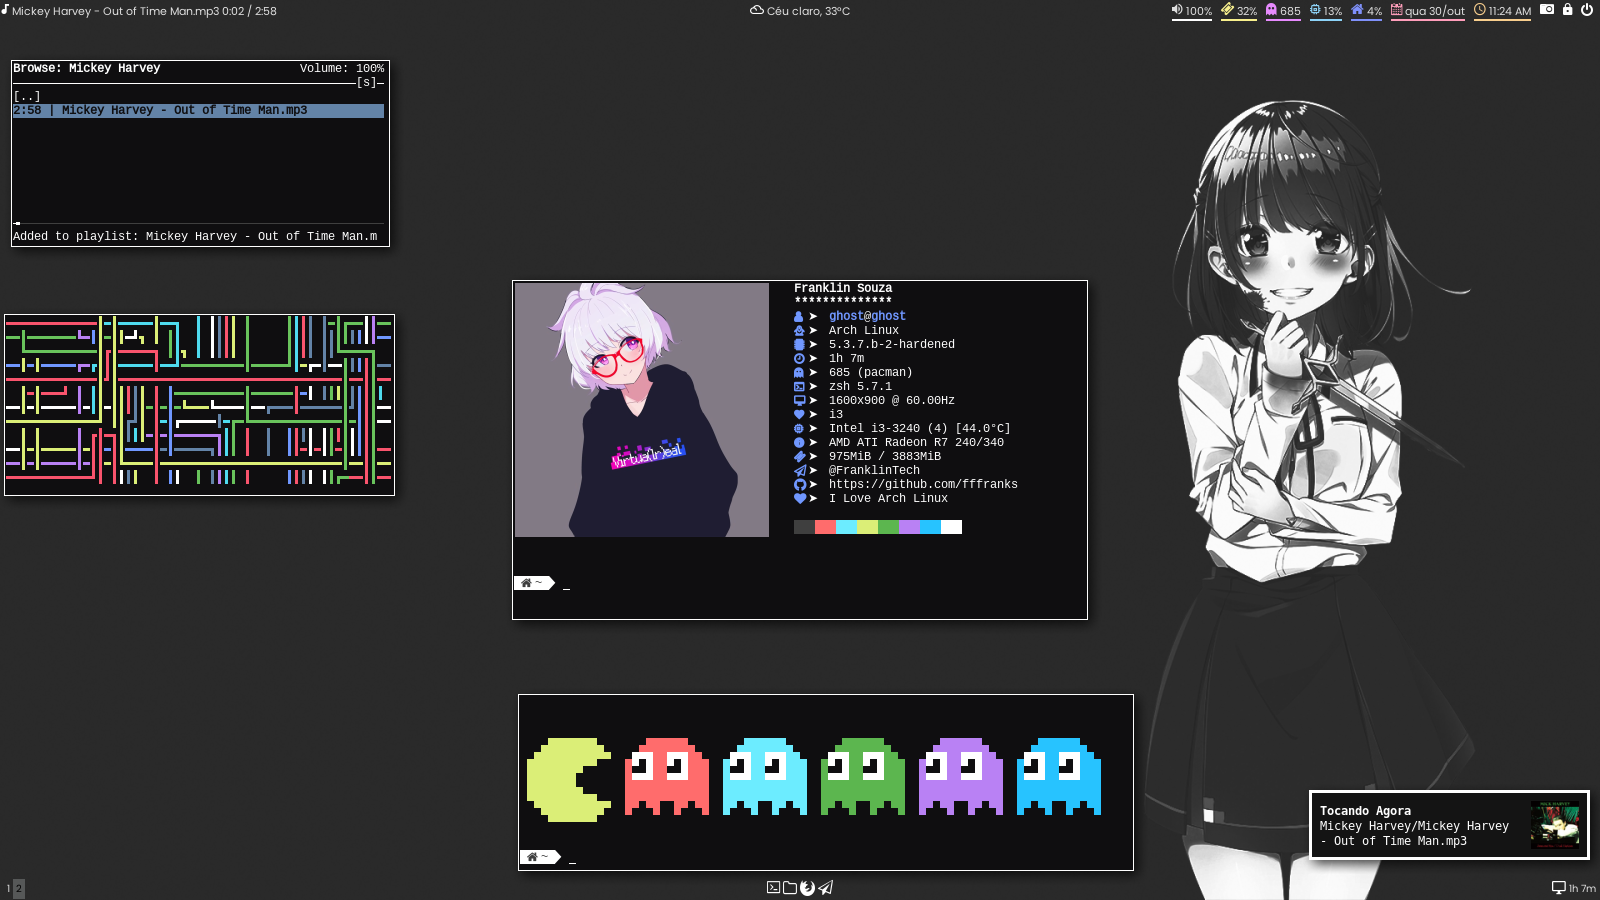 Mickey Harvey - Out of Time Man.mp3 0:02 / 2:58
Céu claro, 33°C
100% 32% 685 13% 4% qua 30/out 11:24 AM
Browse: Mickey Harvey Volume: 100%
[s]
[..]
2:58 | Mickey Harvey - Out of Time Man.mp3
Added to playlist: Mickey Harvey - Out of Time Man.m
Franklin Souza
**************
ghost@ghost
Arch Linux
5.3.7.b-2-hardened
1h 7m
685 (pacman)
zsh 5.7.1
1600x900 @ 60.00Hz
i3
Intel i3-3240 (4) [44.0°C]
AMD ATI Radeon R7 240/340
975MiB / 3883MiB
@FranklinTech
https://github.com/fffranks
I Love Arch Linux
Virtua(lr)eal
~ _
~ _
Tocando Agora
Mickey Harvey/Mickey Harvey
- Out of Time Man.mp3
1 2
1h 7m